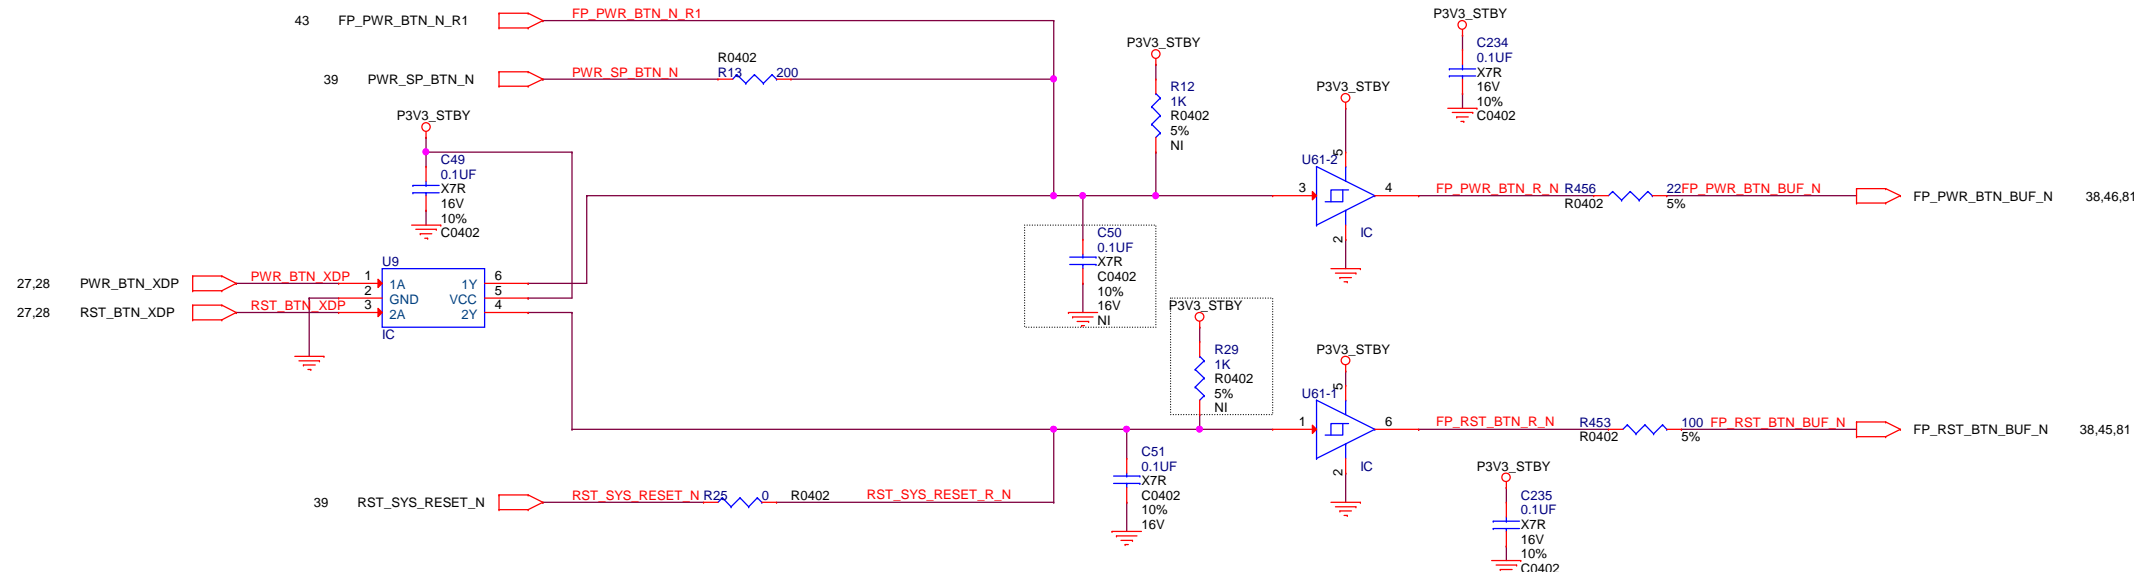 43 FP_PWR_BTN_N_R1 FP_PWR_BTN_N_R1
P3V3_STBY
C234
0.1UF
X7R
16V
10%
C0402
39 PWR_SP_BTN_N PWR_SP_BTN_N
R0402
R13 200
P3V3_STBY
R12
1K
R0402
5%
NI
P3V3_STBY
C49
0.1UF
X7R
16V
10%
C0402
P3V3_STBY
U61-2
5
3
4
2
IC
FP_PWR_BTN_R_N R456 22 FP_PWR_BTN_BUF_N
R0402 5%
FP_PWR_BTN_BUF_N 38,46,81
C50
0.1UF
X7R
C0402
10%
16V
NI
U9
27,28 PWR_BTN_XDP PWR_BTN_XDP 1 1A 1Y 6
2 GND VCC 5
27,28 RST_BTN_XDP RST_BTN_XDP 3 2A 2Y 4
IC
P3V3_STBY
R29
1K
R0402
5%
NI
P3V3_STBY
U61-1
5
1
6
2
IC
FP_RST_BTN_R_N R453 100 FP_RST_BTN_BUF_N
R0402 5%
FP_RST_BTN_BUF_N 38,45,81
C51
0.1UF
X7R
C0402
10%
16V
39 RST_SYS_RESET_N RST_SYS_RESET_N R25 0 R0402 RST_SYS_RESET_R_N
P3V3_STBY
C235
0.1UF
X7R
16V
10%
C0402